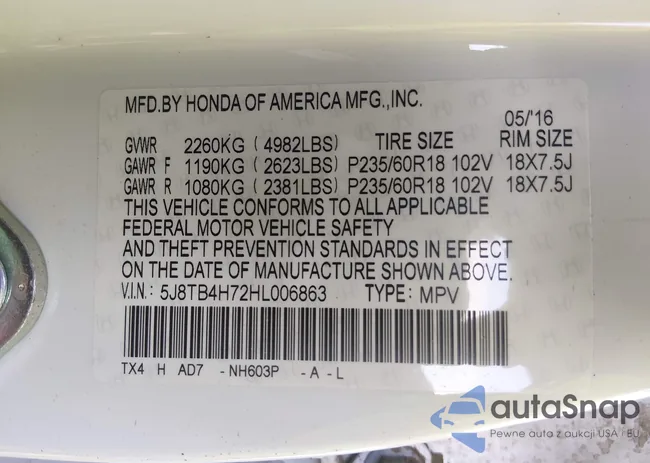 MFD.BY HONDA OF AMERICA MFG.,INC.
05/'16
GVWR 2260KG (4982LBS) TIRE SIZE RIM SIZE
GAWR F 1190KG (2623LBS) P235/60R18 102V 18X7.5J
GAWR R 1080KG (2381LBS) P235/60R18 102V 18X7.5J
THIS VEHICLE CONFORMS TO ALL APPLICABLE
FEDERAL MOTOR VEHICLE SAFETY
AND THEFT PREVENTION STANDARDS IN EFFECT
ON THE DATE OF MANUFACTURE SHOWN ABOVE.
V.I.N.: 5J8TB4H72HL006863 TYPE: MPV
TX4 H AD7 -NH603P -A-L
autaSnap
Pewne auta z aukcji USA i EU